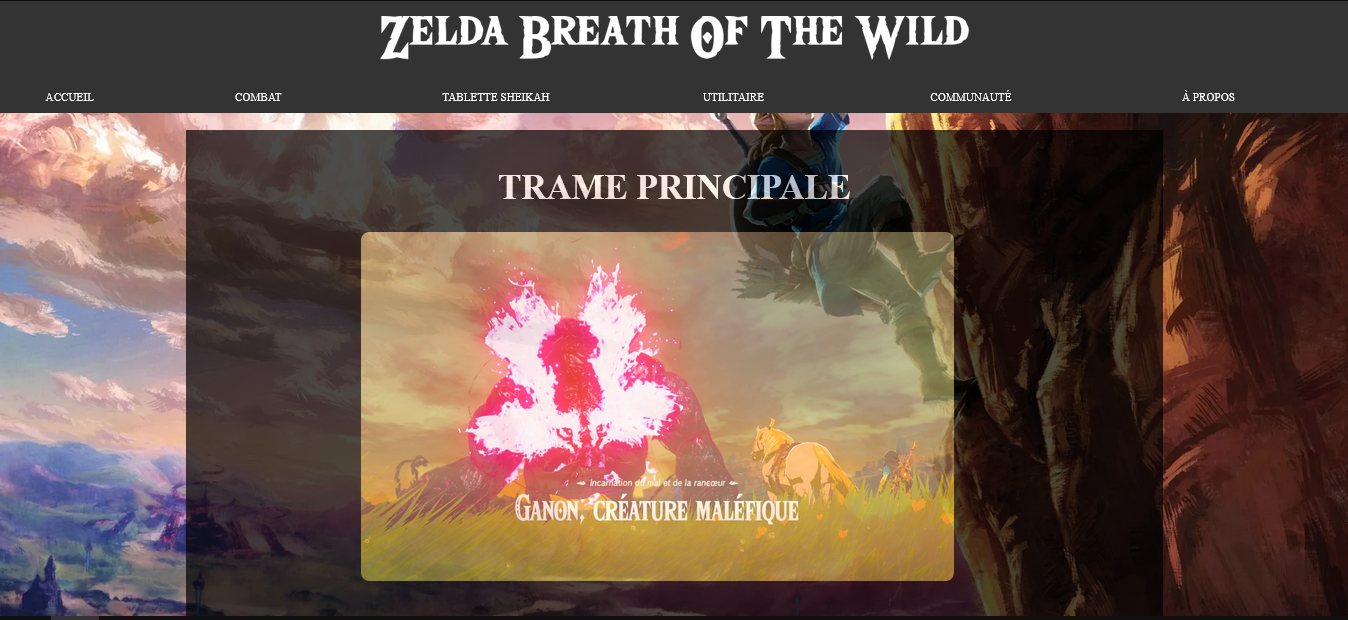 ZELDA BREATH OF THE WILD
ACCUEIL COMBAT TABLETTE SHEIKAH UTILITAIRE COMMUNAUTÉ À PROPOS
TRAME PRINCIPALE
Incarnation du mal et de la rancœur
GANON, CRÉATURE MALÉFIQUE